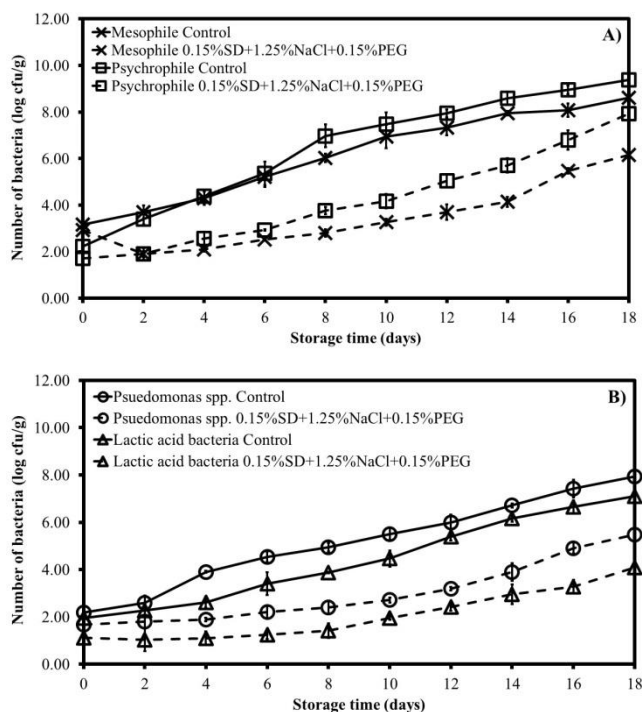 A)
Mesophile Control
Mesophile 0.15%SD+1.25%NaCl+0.15%PEG
Psychrophile Control
Psychrophile 0.15%SD+1.25%NaCl+0.15%PEG
Number of bacteria (log cfu/g)
12.00
10.00
8.00
6.00
4.00
2.00
0.00
0 2 4 6 8 10 12 14 16 18
Storage time (days)
B)
Psuedomonas spp. Control
Psuedomonas spp. 0.15%SD+1.25%NaCl+0.15%PEG
Lactic acid bacteria Control
Lactic acid bacteria 0.15%SD+1.25%NaCl+0.15%PEG
Number of bacteria (log cfu/g)
12.00
10.00
8.00
6.00
4.00
2.00
0.00
0 2 4 6 8 10 12 14 16 18
Storage time (days)